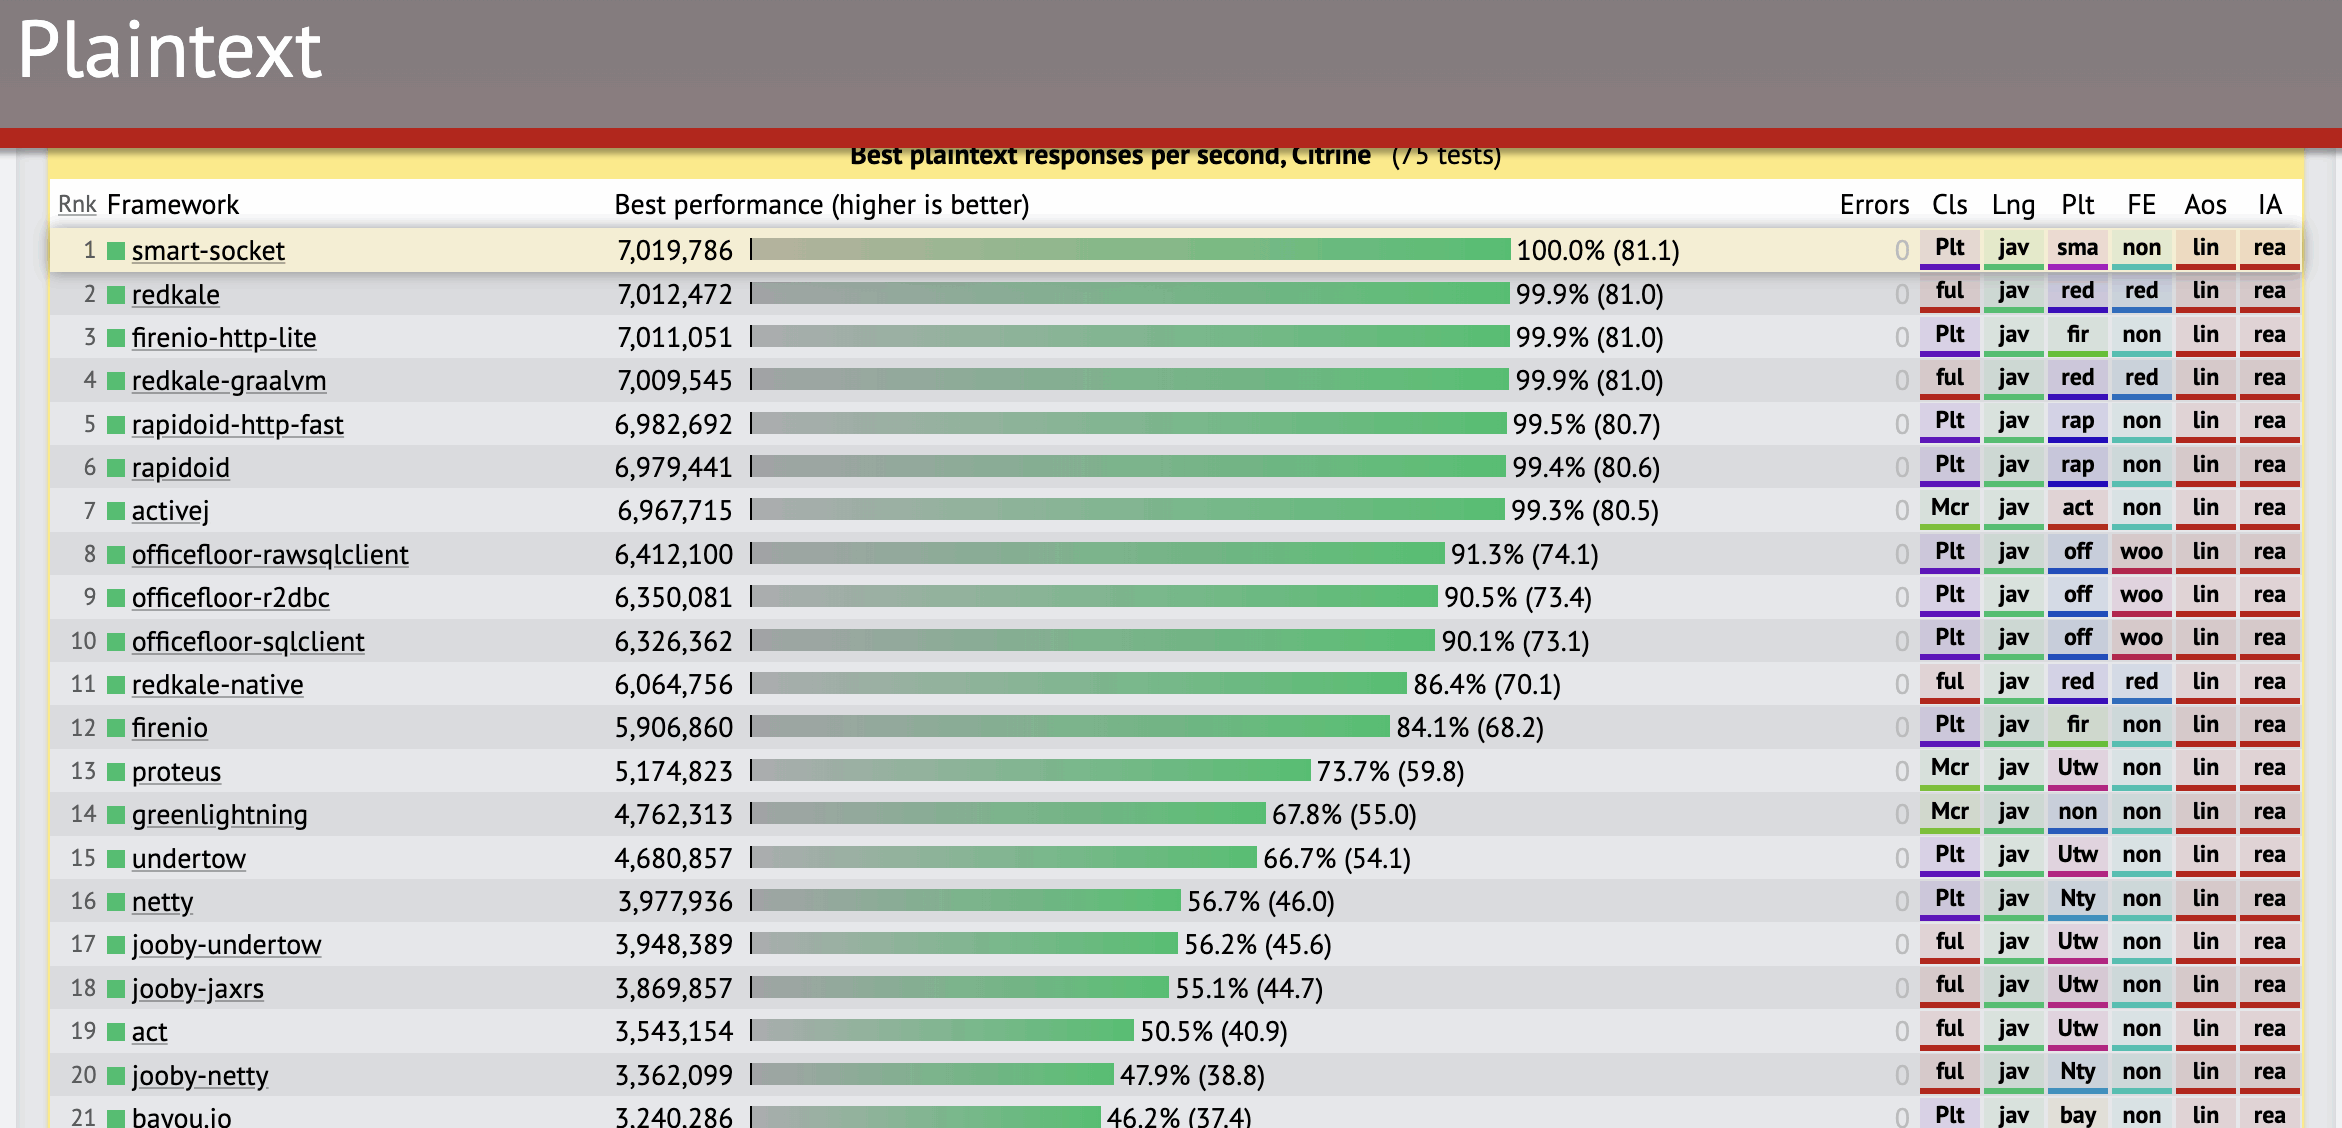 Plaintext
Best plaintext responses per second, Citrine (75 tests)
Rnk Framework Best performance (higher is better) Errors Cls Lng Plt FE Aos IA
1 smart-socket 7,019,786 100.0% (81.1) 0 Plt jav sma non lin rea
2 redkale 7,012,472 99.9% (81.0) 0 ful jav red red lin rea
3 firenio-http-lite 7,011,051 99.9% (81.0) 0 Plt jav fir non lin rea
4 redkale-graalvm 7,009,545 99.9% (81.0) 0 ful jav red red lin rea
5 rapidoid-http-fast 6,982,692 99.5% (80.7) 0 Plt jav rap non lin rea
6 rapidoid 6,979,441 99.4% (80.6) 0 Plt jav rap non lin rea
7 activej 6,967,715 99.3% (80.5) 0 Mcr jav act non lin rea
8 officefloor-rawsqlclient 6,412,100 91.3% (74.1) 0 Plt jav off woo lin rea
9 officefloor-r2dbc 6,350,081 90.5% (73.4) 0 Plt jav off woo lin rea
10 officefloor-sqlclient 6,326,362 90.1% (73.1) 0 Plt jav off woo lin rea
11 redkale-native 6,064,756 86.4% (70.1) 0 ful jav red red lin rea
12 firenio 5,906,860 84.1% (68.2) 0 Plt jav fir non lin rea
13 proteus 5,174,823 73.7% (59.8) 0 Mcr jav Utw non lin rea
14 greenlightning 4,762,313 67.8% (55.0) 0 Mcr jav non non lin rea
15 undertow 4,680,857 66.7% (54.1) 0 Plt jav Utw non lin rea
16 netty 3,977,936 56.7% (46.0) 0 Plt jav Nty non lin rea
17 jooby-undertow 3,948,389 56.2% (45.6) 0 ful jav Utw non lin rea
18 jooby-jaxrs 3,869,857 55.1% (44.7) 0 ful jav Utw non lin rea
19 act 3,543,154 50.5% (40.9) 0 ful jav Utw non lin rea
20 jooby-netty 3,362,099 47.9% (38.8) 0 ful jav Nty non lin rea
21 bayou.io 3,240,286 46.2% (37.4) 0 Plt jav bay non lin rea